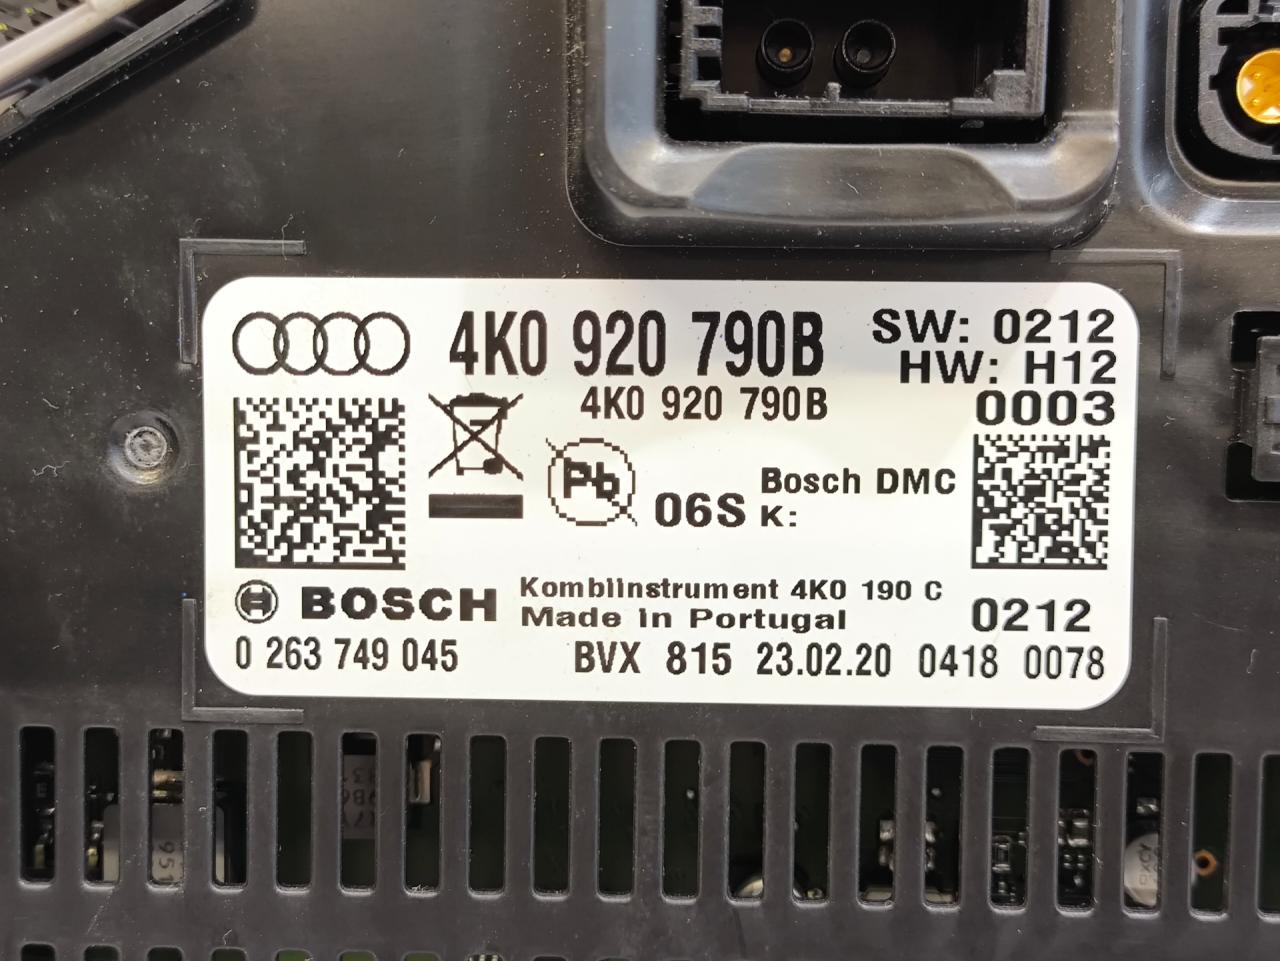 4K0 920 790B
SW: 0212
HW: H12
4K0 920 790B
0003
Pb
06S
Bosch DMC
K:
BOSCH
Kombiinstrument 4K0 190 C
Made in Portugal
0212
0 263 749 045
BVX 815 23.02.20 0418 0078